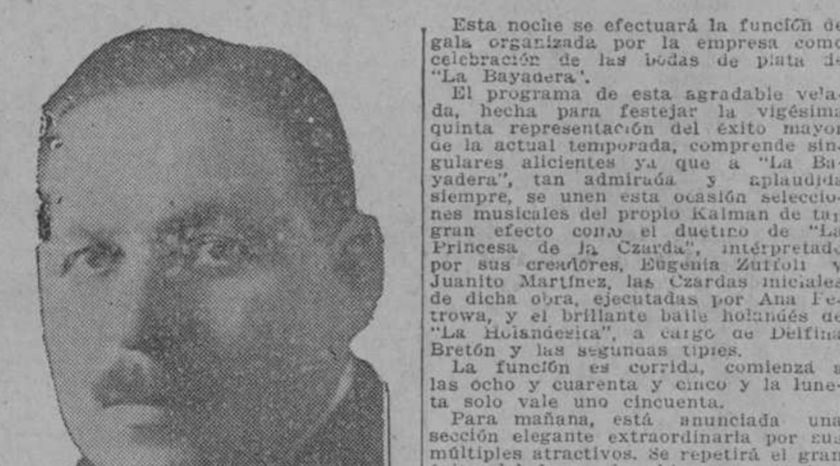 Esta noche se efectuará la función de
gala organizada por la empresa como
celebración de las bodas de plata de
"La Bayadera".
El programa de esta agradable vela-
da, hecha para festejar la vigésima
quinta representación del éxito mayor
de la actual temporada, comprende sin-
gulares alicientes ya que a "La Ba-
yadera", tan admirada y aplaudida
siempre, se unen esta ocasión seleccio-
nes musicales del propio Kalman de tan
gran efecto como el duetino de "La
Princesa de la Czarda", intérpretado
por sus creadores, Eugenia Zuffoli y
Juanito Martínez, las Czardas iniciales
de dicha obra, ejecutadas por Ana Pe-
trowa, y el brillante baile holandés de
"La Holandesita", a cargo de Delfina
Bretón y las segundas tiples.
La función es corrida, comienza a
las ocho y cuarenta y cinco y la lune-
ta solo vale uno cincuenta.
Para mañana, está anunciada una
sección elegante extraordinaria por sus
múltiples atractivos. Se repetirá el gran